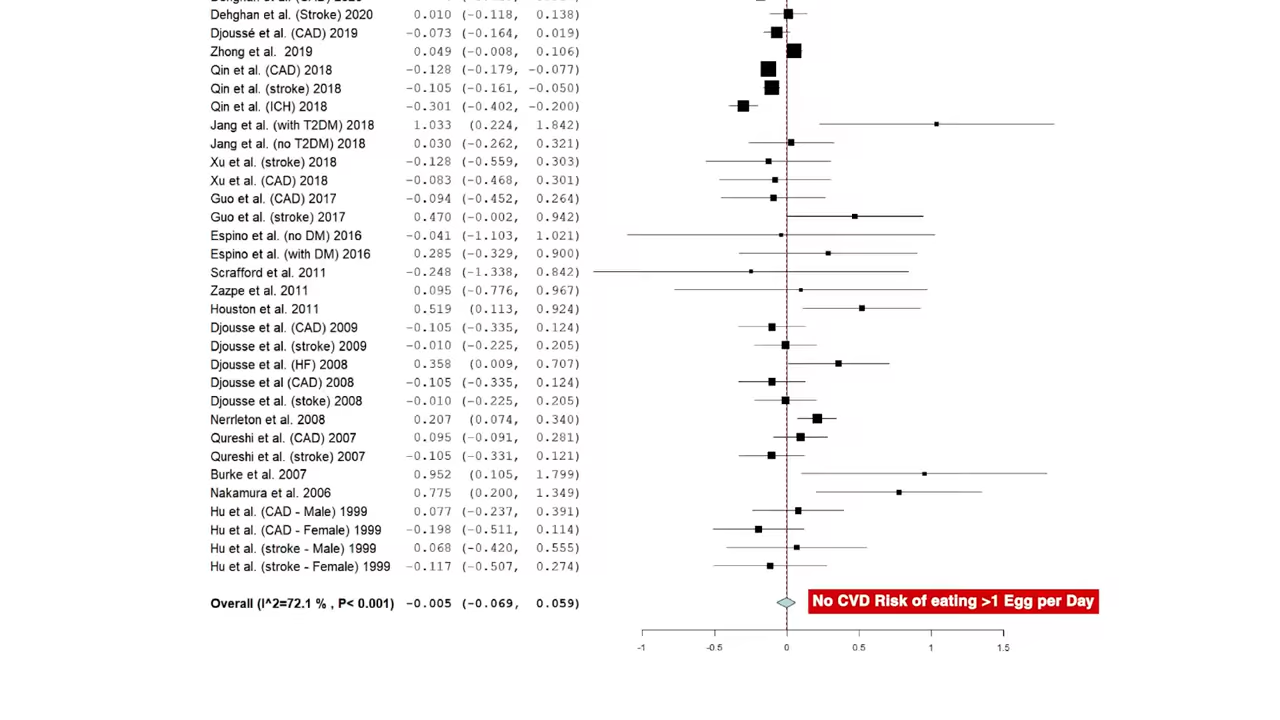 Dehghan (Stroke) 2020 0.010 (-0.118, 0.138)
Djoussé (CAD) 2019 -0.073 (-0.164, 0.019)
Zhong et al. 2019 0.049 (-0.008, 0.106)
Qin et al. (CAD) 2018 -0.128 (-0.179, -0.077)
Qin et al. (stroke) 2018 -0.105 (-0.161, -0.050)
Qin et al. (ICH) 2018 -0.301 (-0.402, -0.200)
Jang et al. (with T2DM) 2018 1.033 (0.224, 1.842)
Jang et al. (no T2DM) 2018 0.030 (-0.262, 0.321)
Xu et al. (stroke) 2018 -0.128 (-0.559, 0.303)
Xu et al. (CAD) 2018 -0.083 (-0.468, 0.301)
Guo et al. (CAD) 2017 -0.094 (-0.452, 0.264)
Guo et al. (stroke) 2017 0.470 (-0.002, 0.942)
Espino et al. (no DM) 2016 -0.041 (-1.103, 1.021)
Espino et al. (with DM) 2016 0.285 (-0.329, 0.900)
Scrafford et al. 2011 -0.248 (-1.338, 0.842)
Zazpe et al. 2011 0.095 (-0.776, 0.967)
Houston et al. 2011 0.519 (0.113, 0.924)
Djousse et al. (CAD) 2009 -0.105 (-0.335, 0.124)
Djousse et al. (stroke) 2009 -0.010 (-0.225, 0.205)
Djousse et al. (HF) 2008 0.358 (0.009, 0.707)
Djousse et al (CAD) 2008 -0.105 (-0.335, 0.124)
Djousse et al. (stoke) 2008 -0.010 (-0.225, 0.205)
Nerrleton et al. 2008 0.207 (0.074, 0.340)
Qureshi et al. (CAD) 2007 0.095 (-0.091, 0.281)
Qureshi et al. (stroke) 2007 -0.105 (-0.331, 0.121)
Burke et al. 2007 0.952 (0.105, 1.799)
Nakamura et al. 2006 0.775 (0.200, 1.349)
Hu et al. (CAD - Male) 1999 0.077 (-0.237, 0.391)
Hu et al. (CAD - Female) 1999 -0.198 (-0.511, 0.114)
Hu et al. (stroke - Male) 1999 0.068 (-0.420, 0.555)
Hu et al. (stroke - Female) 1999 -0.117 (-0.507, 0.274)
Overall (I^2=72.1 % , P< 0.001) -0.005 (-0.069, 0.059) No CVD Risk of eating >1 Egg per Day
-1 -0.5 0 0.5 1 1.5